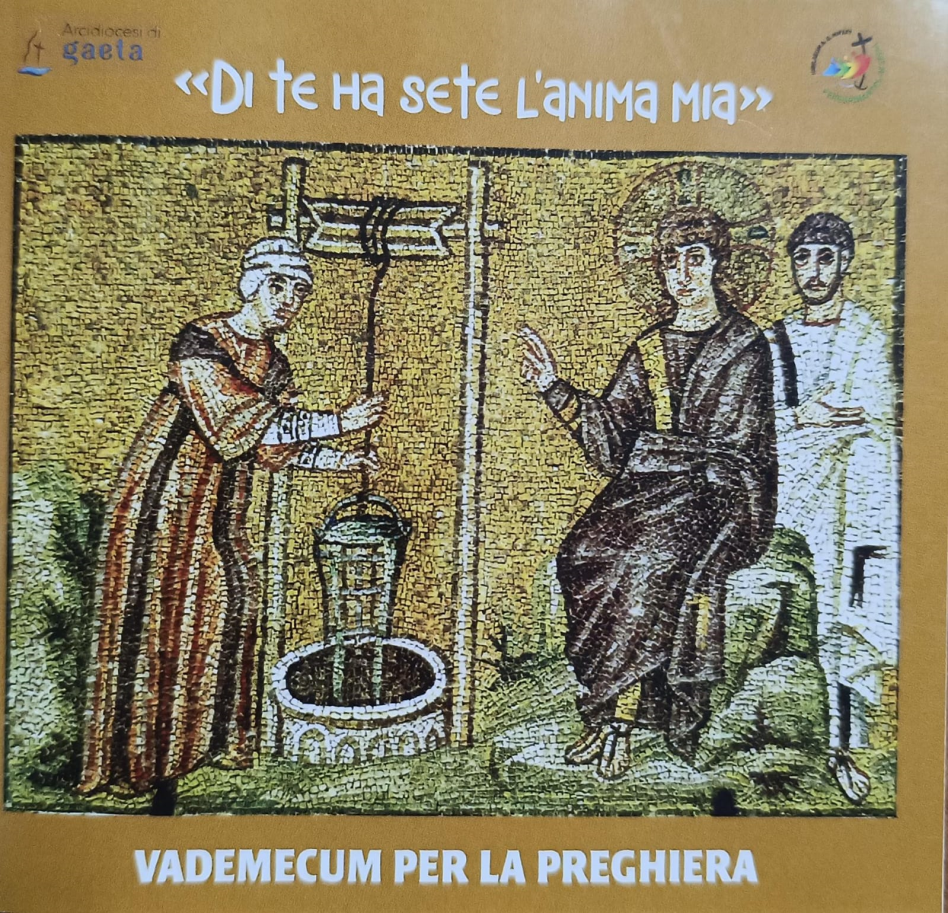 Arcidiocesi di
gaeta
«DI TE HA SETE L'ANIMA MIA»
VADEMECUM PER LA PREGHIERA